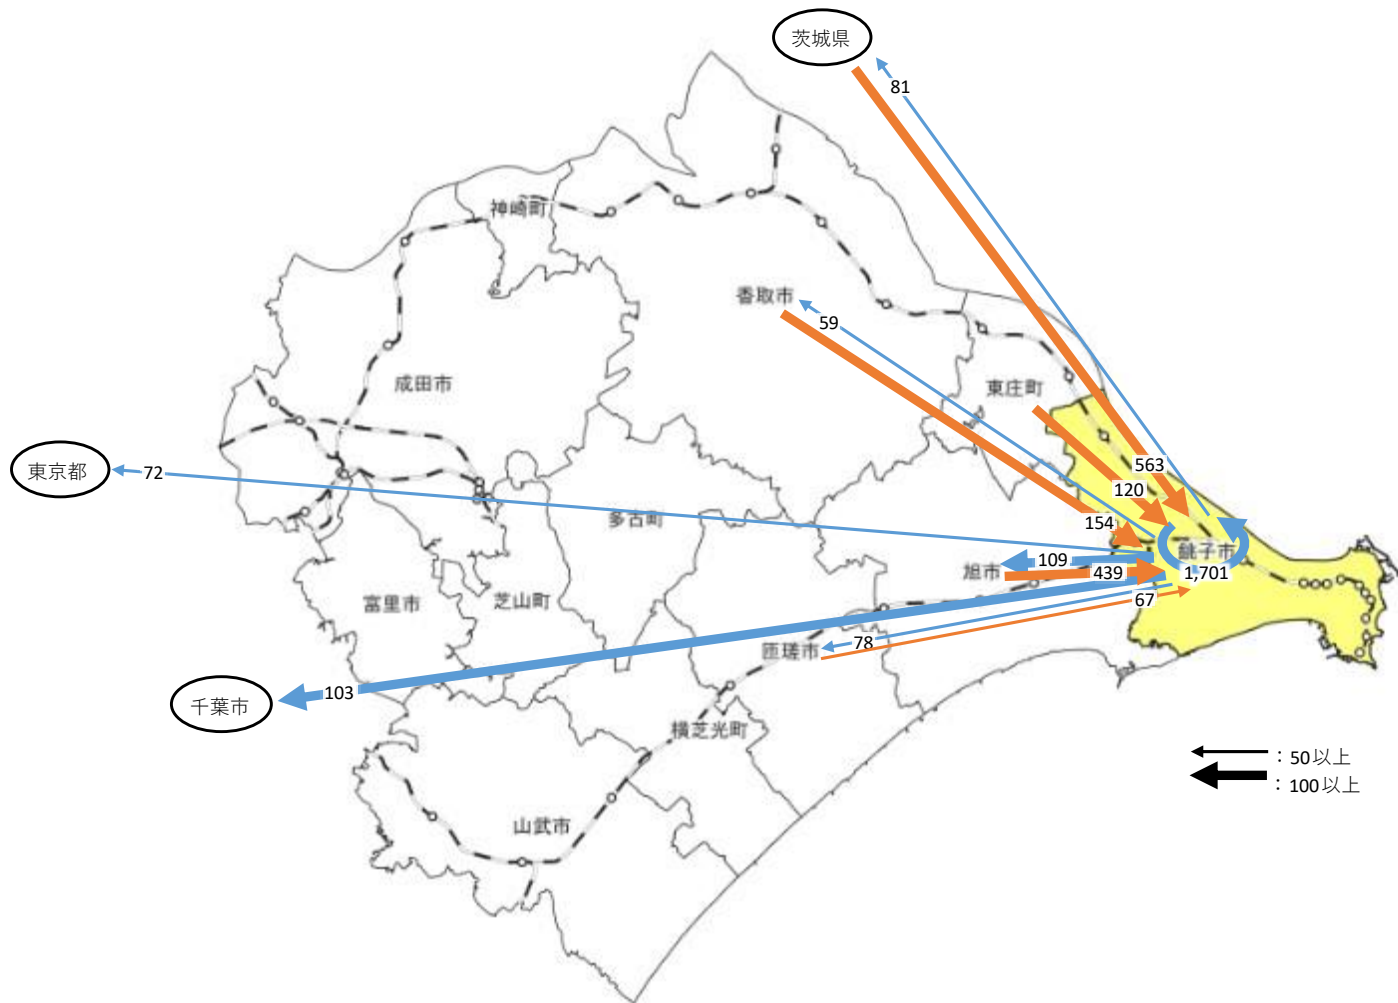 茨城県
81
神崎町
香取市
59
成田市
東庄町
東京都
72
563
120
多古町
154
銚子市
109
旭市
439
1,701
富里市
芝山町
67
78
匝瑳市
103
千葉市
横芝光町
：50以上
：100以上
山武市